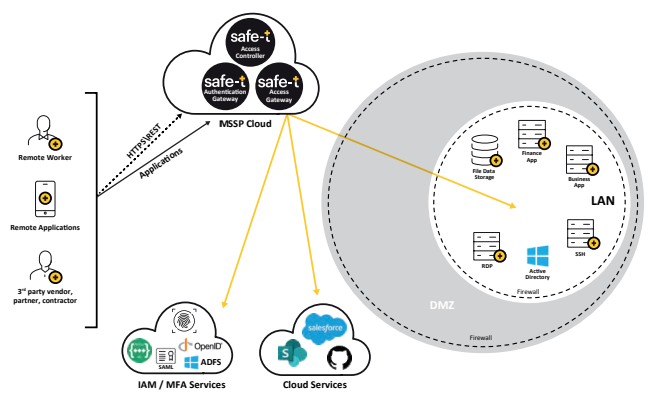 safe-t
Access
Controller
safe-t
Authentication
Gateway
safe-t
Access
Gateway
MSSP Cloud
HTTPS\REST
Applications
Remote Worker
Remote Applications
3rd party vendor,
partner, contractor
File Data
Storage
Finance
App
Business
App
LAN
RDP
Active
Directory
SSH
Firewall
DMZ
Firewall
OpenID
SAML
ADFS
IAM / MFA Services
salesforce
S
Cloud Services